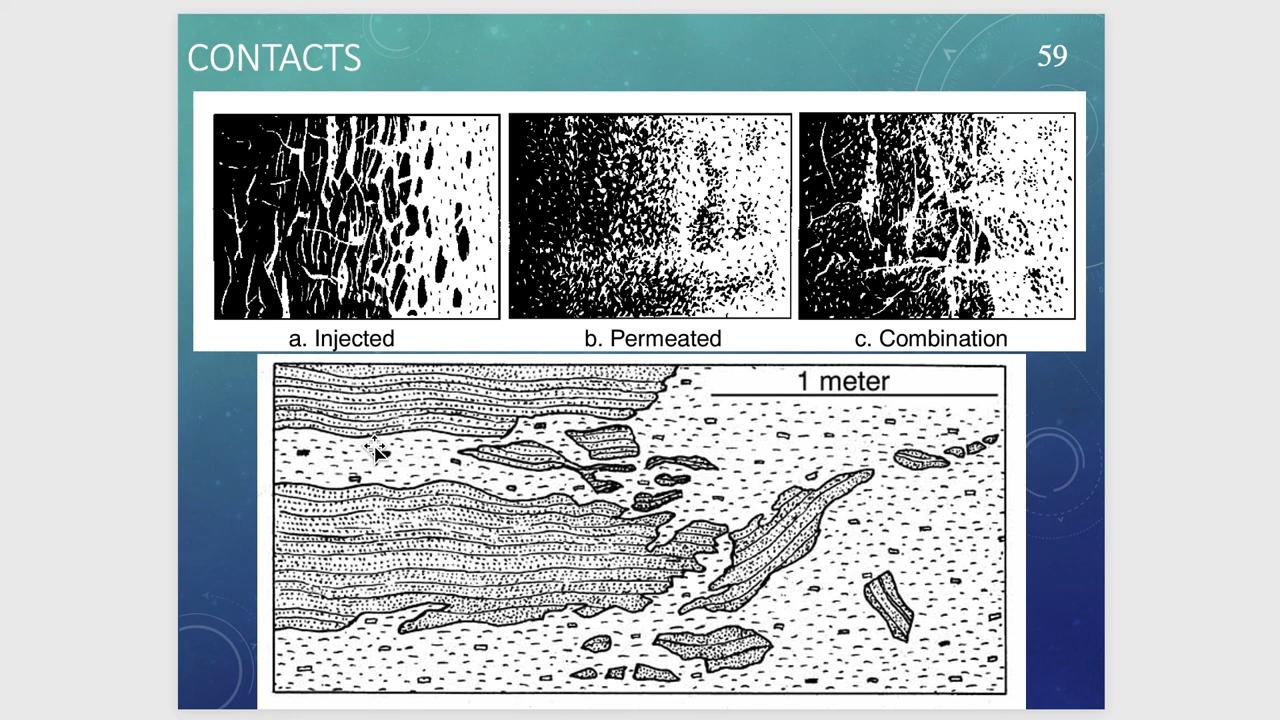 CONTACTS
59
a. Injected
b. Permeated
c. Combination
1 meter